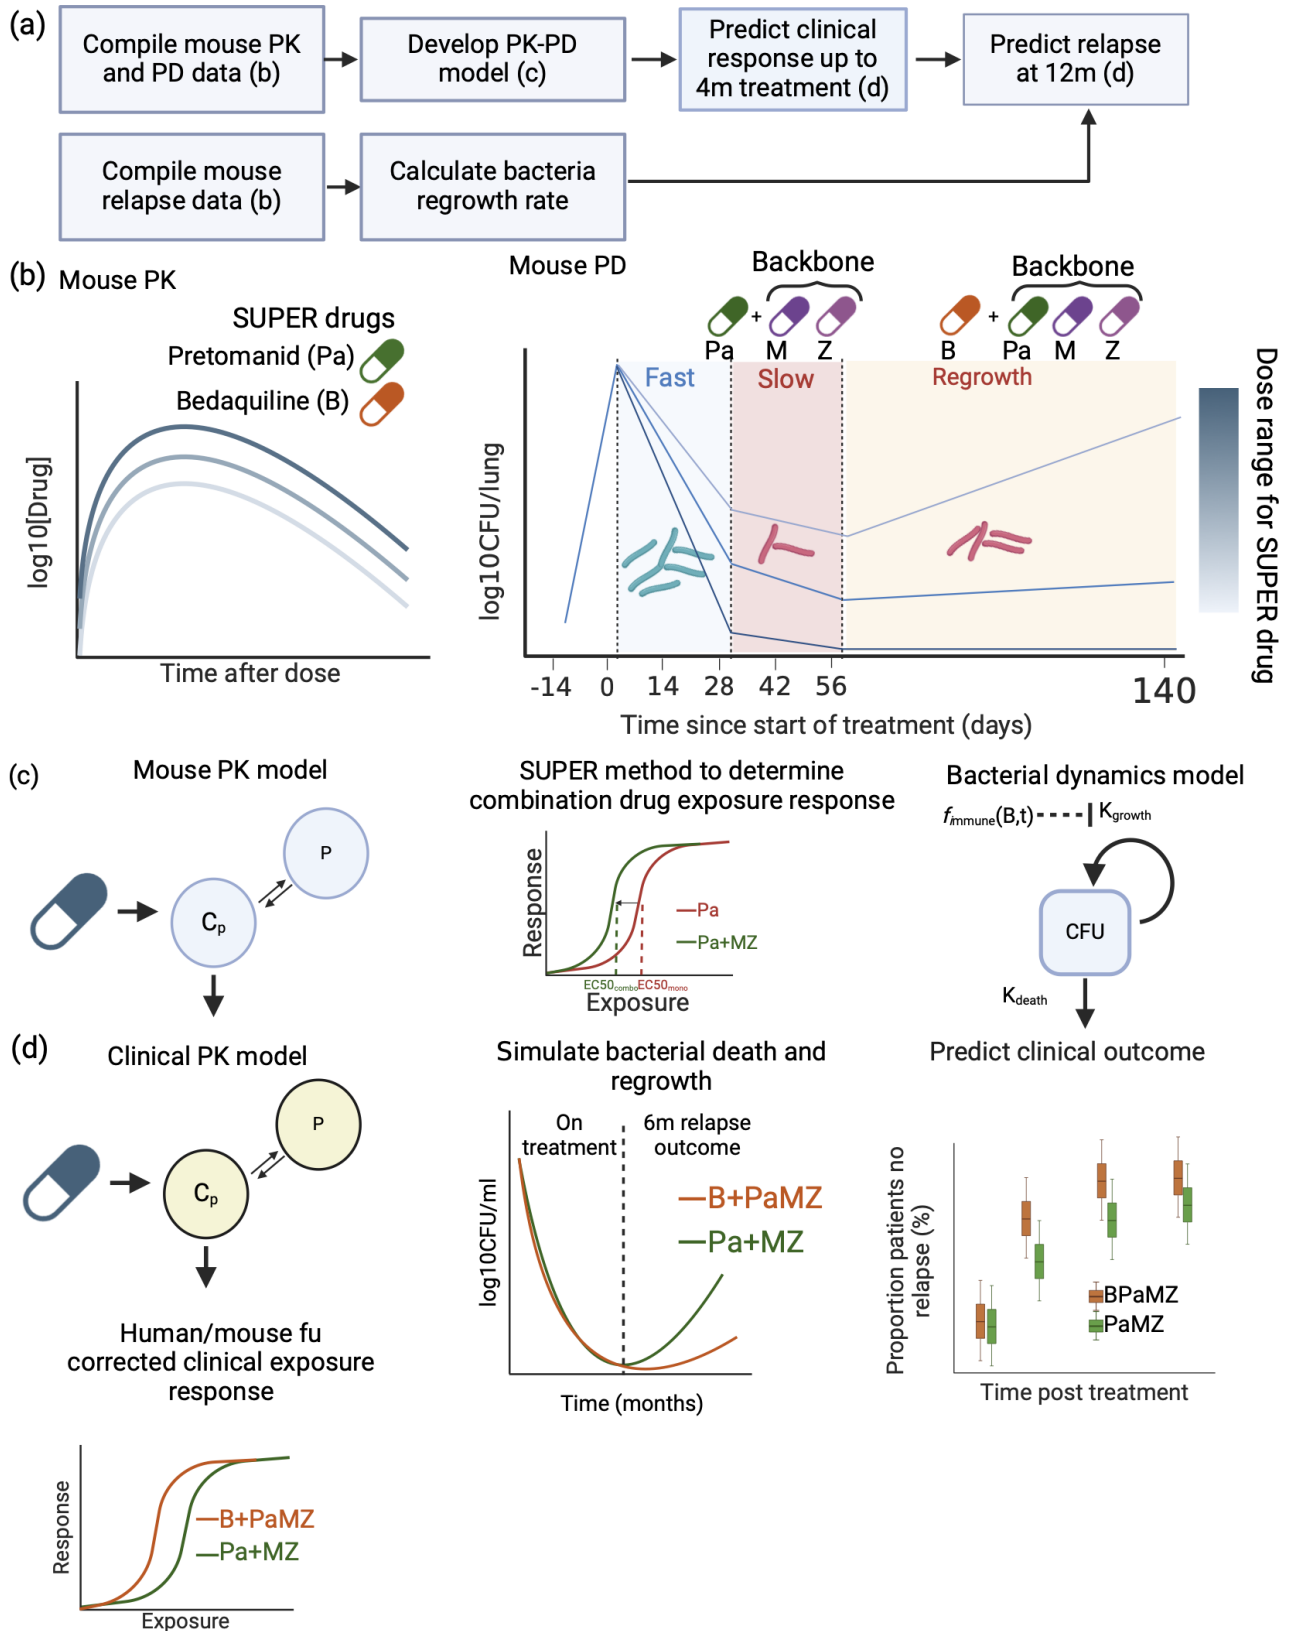 (a)
Compile mouse PK
and PD data (b)
Develop PK-PD
model (c)
Predict clinical
response up to
4m treatment (d)
Predict relapse
at 12m (d)
Compile mouse
relapse data (b)
Calculate bacteria
regrowth rate
(b)
Mouse PK
SUPER drugs
Pretomanid (Pa)
Bedaquiline (B)
log10[Drug]
Time after dose
Mouse PD
Backbone
Pa + M Z
Backbone
B + Pa M Z
Fast
Slow
Regrowth
log10CFU/lung
-14 0 14 28 42 56 140
Time since start of treatment (days)
Dose range for SUPER drug
(c)
Mouse PK model
P
Cp
SUPER method to determine
combination drug exposure response
Response
Pa
Pa+MZ
EC50combo
EC50mono
Exposure
Bacterial dynamics model
fimmune(B,t)
Kgrowth
CFU
Kdeath
(d)
Clinical PK model
P
Cp
Human/mouse fu
corrected clinical exposure
response
Response
B+PaMZ
Pa+MZ
Exposure
Simulate bacterial death and
regrowth
On
treatment
6m relapse
outcome
B+PaMZ
Pa+MZ
log10CFU/ml
Time (months)
Predict clinical outcome
Proportion patients no
relapse (%)
BPaMZ
PaMZ
Time post treatment